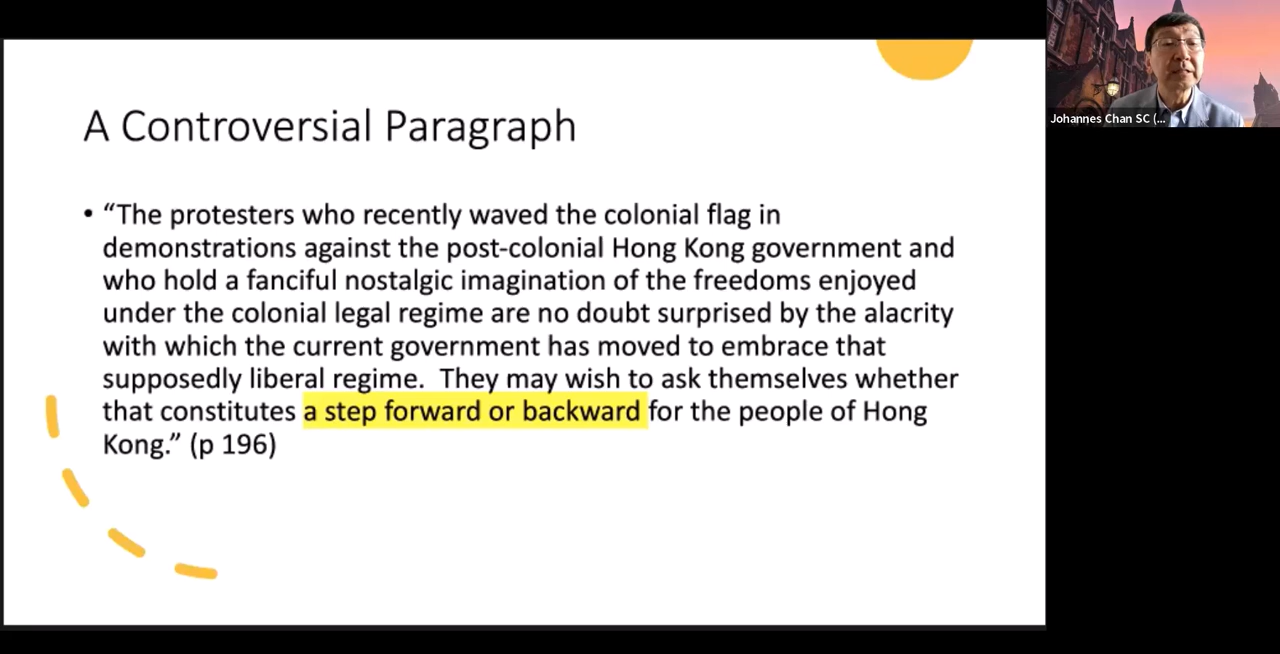 A Controversial Paragraph
• “The protesters who recently waved the colonial flag in
demonstrations against the post-colonial Hong Kong government and
who hold a fanciful nostalgic imagination of the freedoms enjoyed
under the colonial legal regime are no doubt surprised by the alacrity
with which the current government has moved to embrace that
supposedly liberal regime.  They may wish to ask themselves whether
that constitutes a step forward or backward for the people of Hong
Kong.” (p 196)
Johannes Chan SC (...